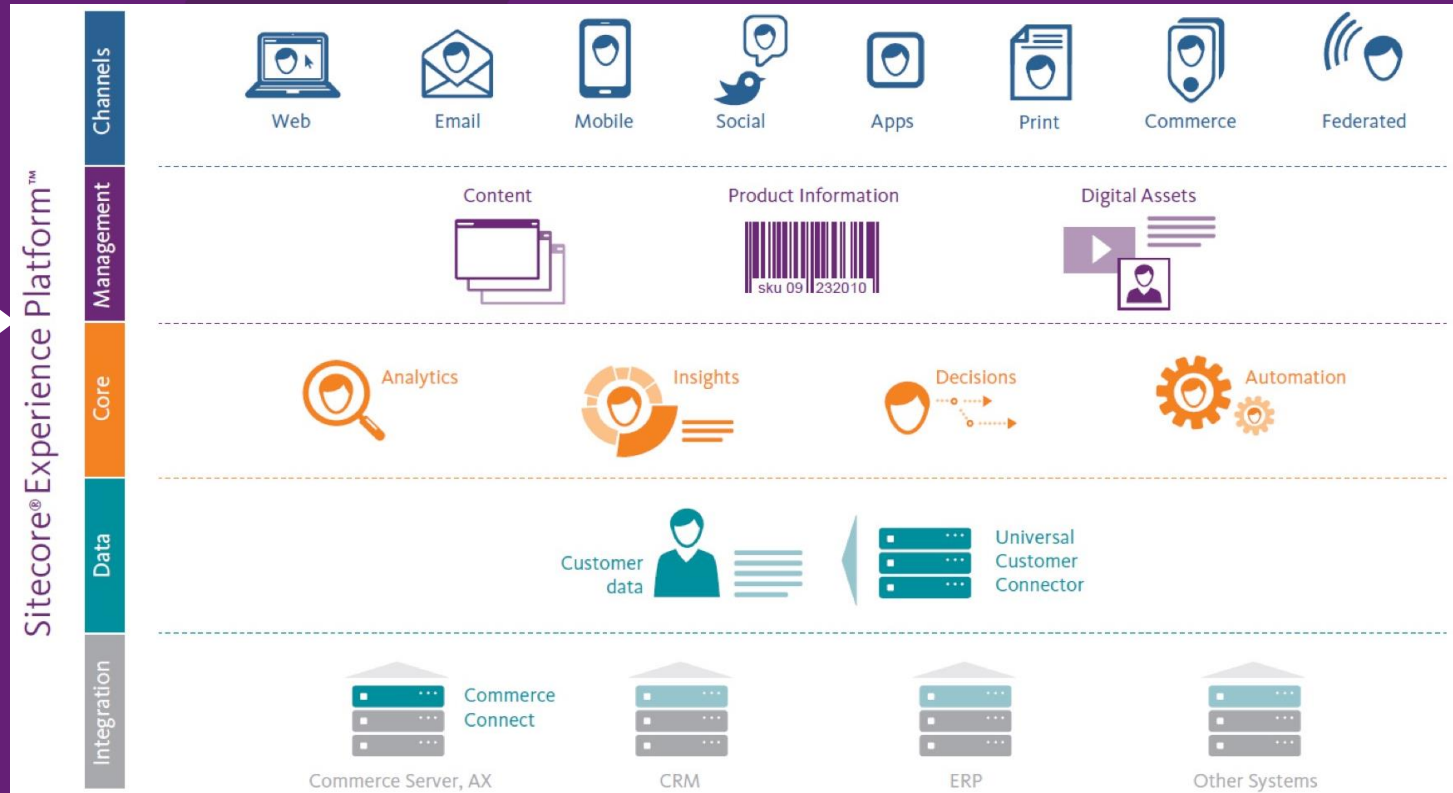 Sitecore® Experience Platform™
Channels
Web
Email
Mobile
Social
Apps
Print
Commerce
Federated
Management
Content
Product Information
Digital Assets
sku 09 232010
Core
Analytics
Insights
Decisions
Automation
Data
Customer
data
Universal
Customer
Connector
Integration
Commerce
Connect
Commerce Server, AX
CRM
ERP
Other Systems